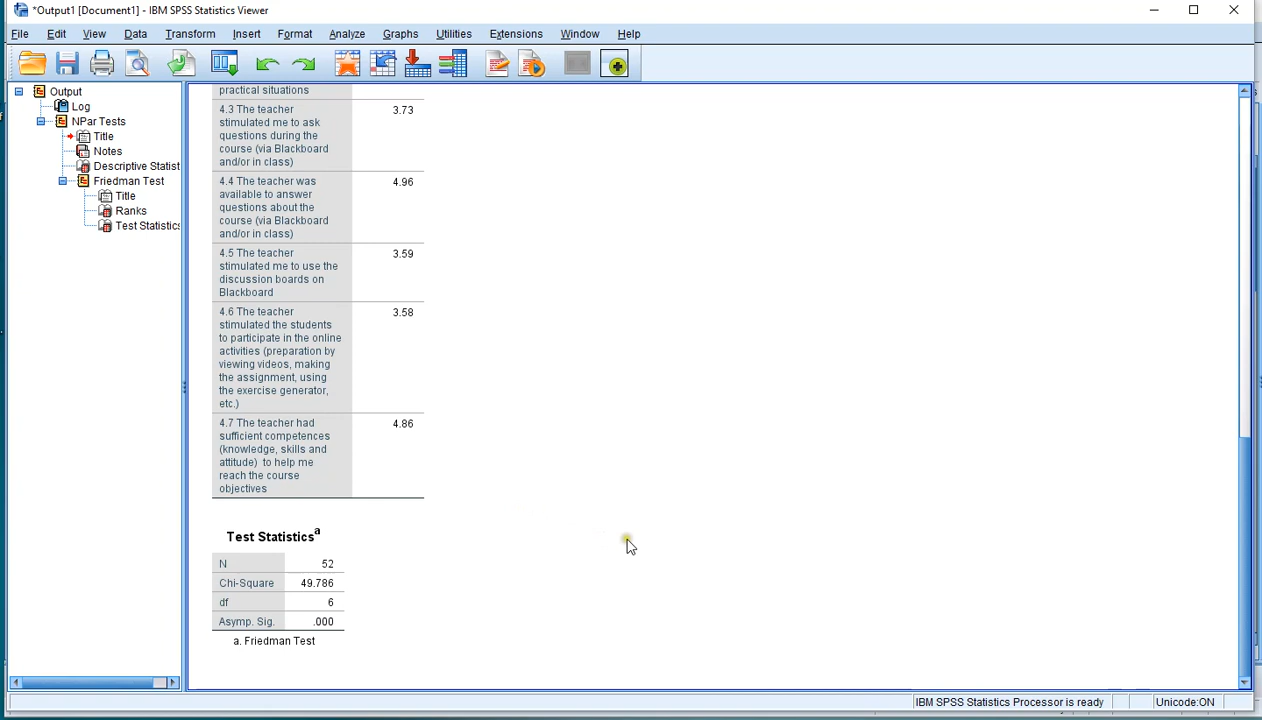 *Output1 [Document1] - IBM SPSS Statistics Viewer
File Edit View Data Transform Insert Format Analyze Graphs Utilities Extensions Window Help
Output
Log
NPar Tests
Title
Notes
Descriptive Statist
Friedman Test
Title
Ranks
Test Statistics
practical situations
4.3 The teacher 3.73
stimulated me to ask
questions during the
course (via Blackboard
and/or in class)
4.4 The teacher was 4.96
available to answer
questions about the
course (via Blackboard
and/or in class)
4.5 The teacher 3.59
stimulated me to use the
discussion boards on
Blackboard
4.6 The teacher 3.58
stimulated the students
to participate in the online
activities (preparation by
viewing videos, making
the assignment, using
the exercise generator,
etc.)
4.7 The teacher had 4.86
sufficient competences
(knowledge, skills and
attitude) to help me
reach the course
objectives
Test Statisticsa
N 52
Chi-Square 49.786
df 6
Asymp. Sig. .000
a. Friedman Test
IBM SPSS Statistics Processor is ready Unicode:ON